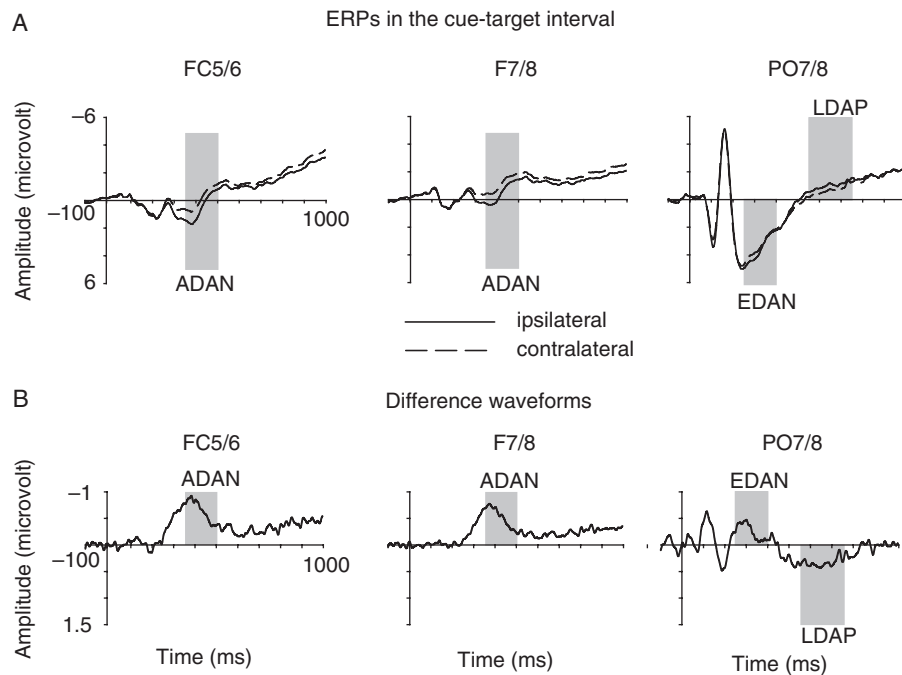 A
ERPs in the cue-target interval
FC5/6
F7/8
PO7/8
Amplitude (microvolt)
–6
–100
6
1000
ADAN
ADAN
LDAP
EDAN
ipsilateral
contralateral
B
Difference waveforms
FC5/6
F7/8
PO7/8
Amplitude (microvolt)
–1
–100
1.5
1000
ADAN
ADAN
EDAN
LDAP
Time (ms)
Time (ms)
Time (ms)